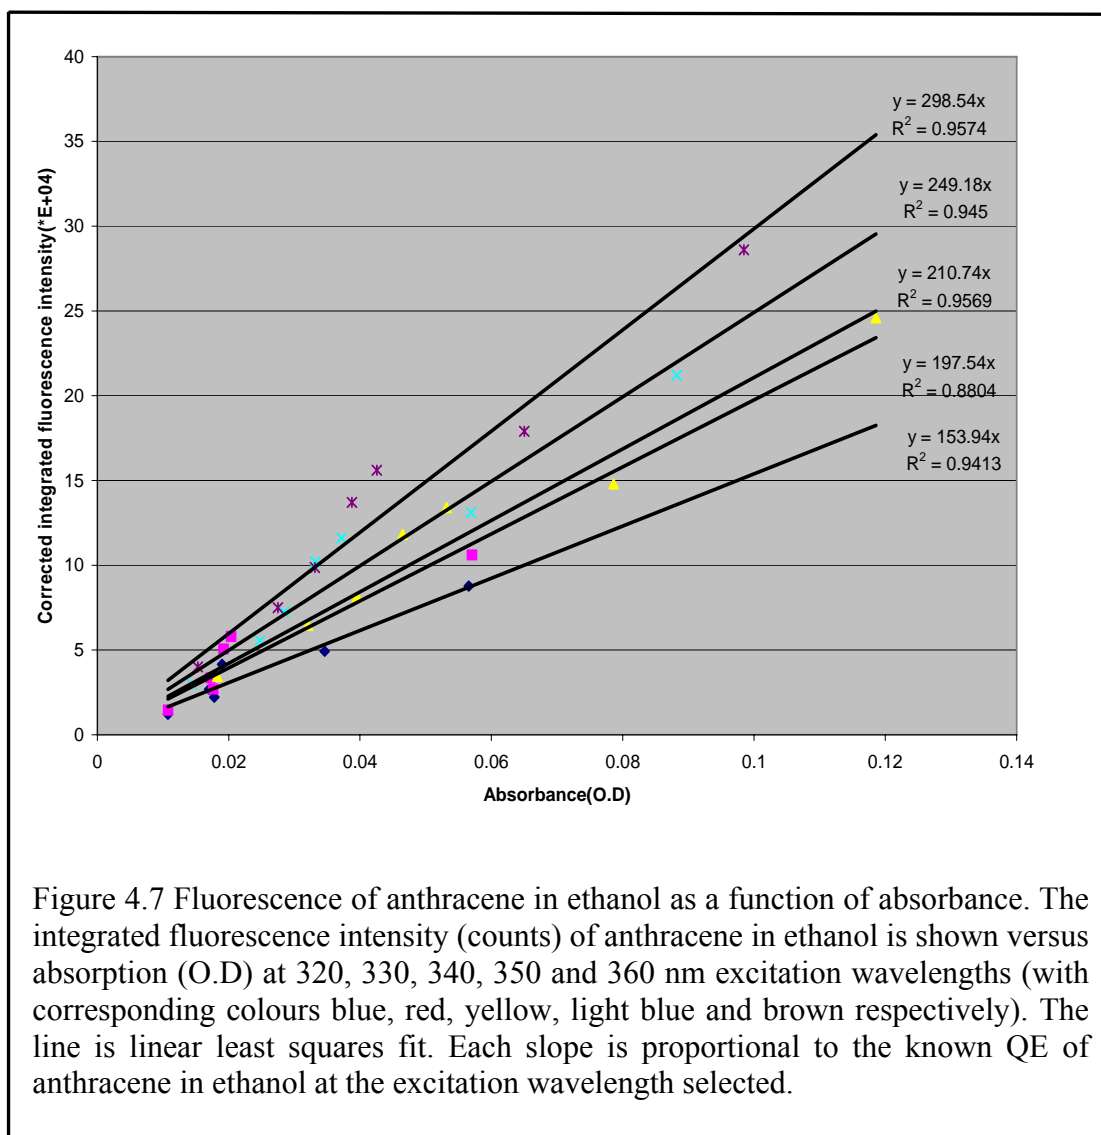 40
35
30
25
20
15
10
5
0
Corrected integrated fluorescence intensity(*E+04)
y = 298.54x
R² = 0.9574
y = 249.18x
R² = 0.945
y = 210.74x
R² = 0.9569
y = 197.54x
R² = 0.8804
y = 153.94x
R² = 0.9413
0 0.02 0.04 0.06 0.08 0.1 0.12 0.14
Absorbance(O.D)
Figure 4.7 Fluorescence of anthracene in ethanol as a function of absorbance. The
integrated fluorescence intensity (counts) of anthracene in ethanol is shown versus
absorption (O.D) at 320, 330, 340, 350 and 360 nm excitation wavelengths (with
corresponding colours blue, red, yellow, light blue and brown respectively). The
line is linear least squares fit. Each slope is proportional to the known QE of
anthracene in ethanol at the excitation wavelength selected.